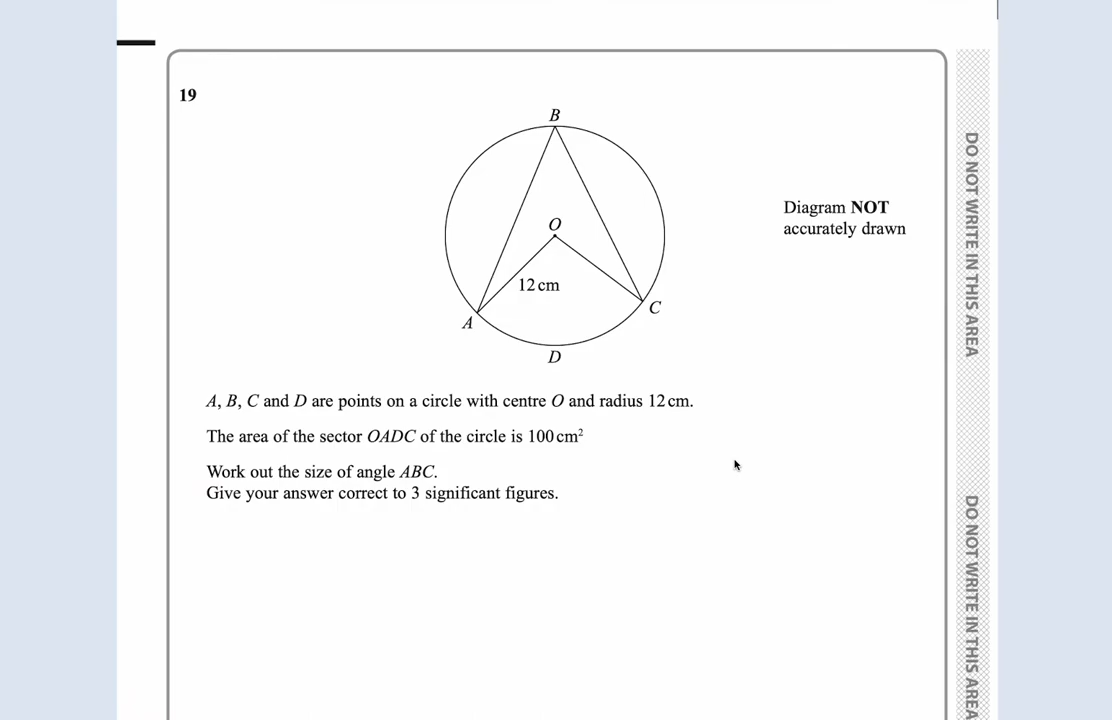 19
B
O
12 cm
A
C
D
Diagram NOT
accurately drawn
A, B, C and D are points on a circle with centre O and radius 12 cm.
The area of the sector OADC of the circle is 100 cm²
Work out the size of angle ABC.
Give your answer correct to 3 significant figures.
DO NOT WRITE IN THIS AREA
DO NOT WRITE IN THIS AREA